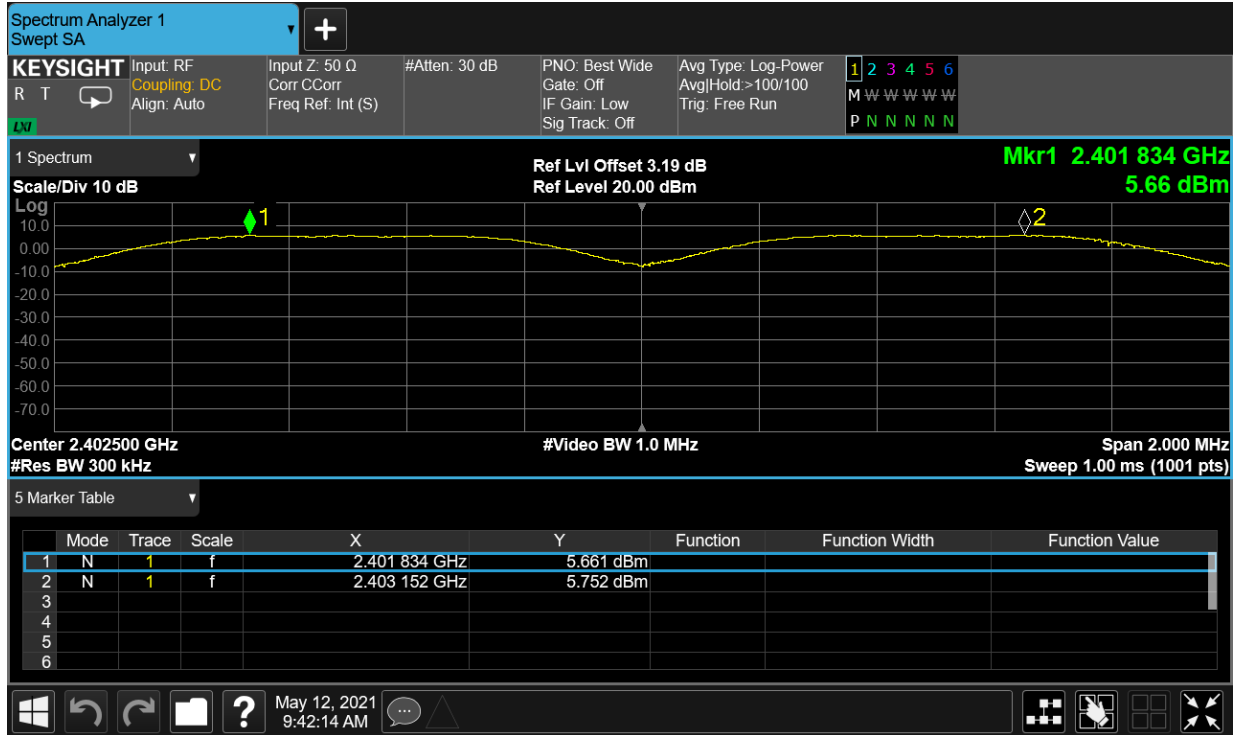 Spectrum Analyzer 1
Swept SA
KEYSIGHT
R T
LXI
Input: RF
Coupling: DC
Align: Auto
Input Z: 50 Ω
Corr CCorr
Freq Ref: Int (S)
#Atten: 30 dB
PNO: Best Wide
Gate: Off
IF Gain: Low
Sig Track: Off
Avg Type: Log-Power
Avg|Hold:>100/100
Trig: Free Run
1 2 3 4 5 6
M W W W W W
P N N N N N
1 Spectrum
Scale/Div 10 dB
Ref Lvl Offset 3.19 dB
Ref Level 20.00 dBm
Mkr1 2.401 834 GHz
5.66 dBm
Log
1
2
10.0
0.00
-10.0
-20.0
-30.0
-40.0
-50.0
-60.0
-70.0
Center 2.402500 GHz
#Video BW 1.0 MHz
Span 2.000 MHz
#Res BW 300 kHz
Sweep 1.00 ms (1001 pts)
5 Marker Table
Mode Trace Scale X Y Function Function Width Function Value
1 N 1 f 2.401 834 GHz 5.661 dBm
2 N 1 f 2.403 152 GHz 5.752 dBm
3
4
5
6
?
May 12, 2021
9:42:14 AM